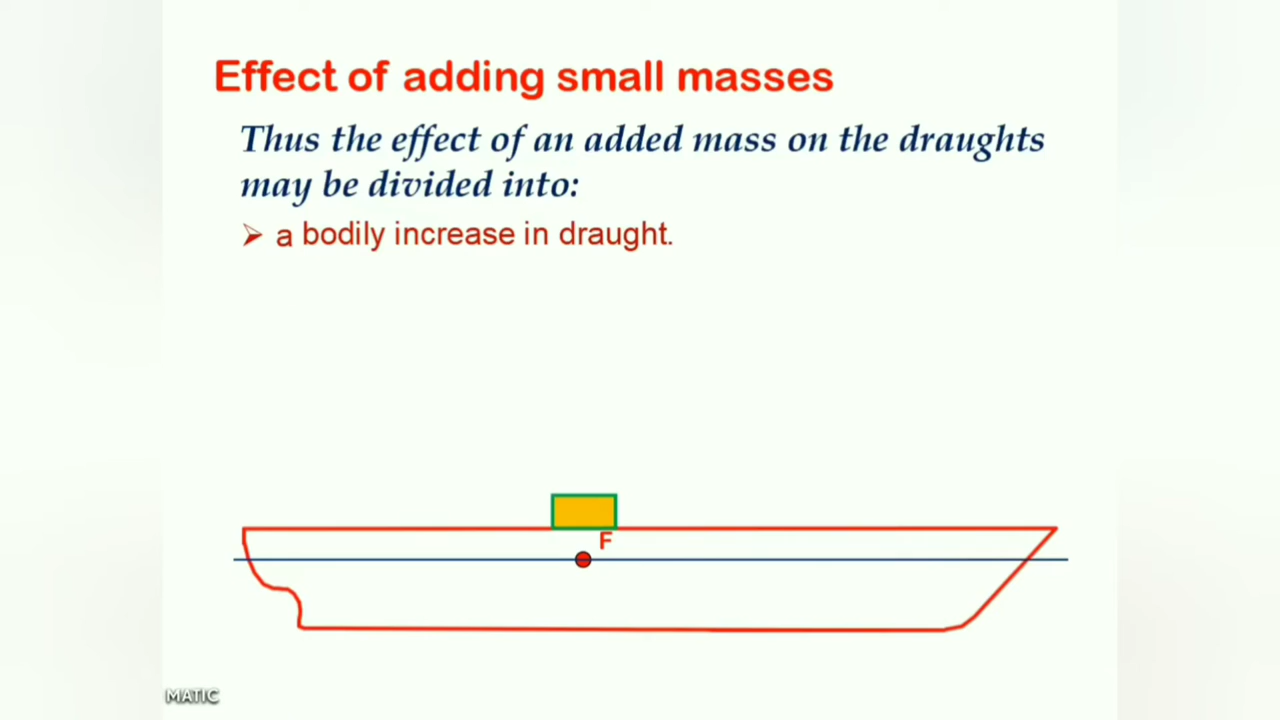 Effect of adding small masses
Thus the effect of an added mass on the draughts
may be divided into:
➢ a bodily increase in draught.
F
MATIC